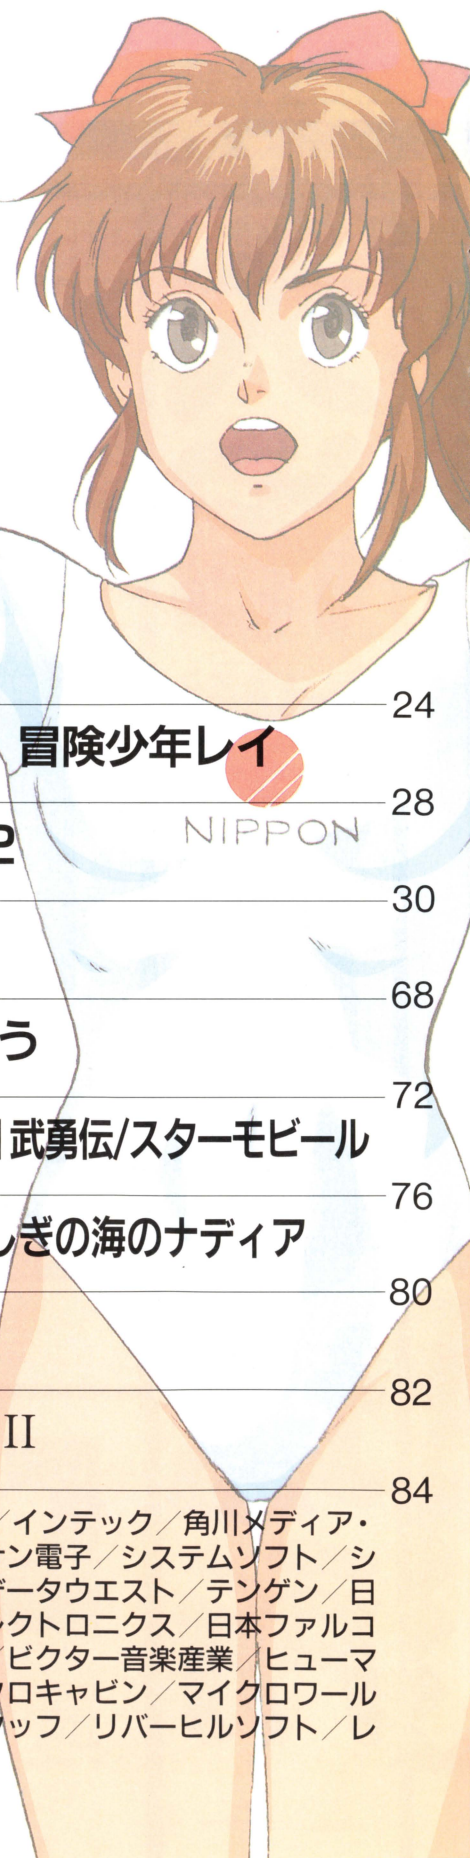 24
冒険少年レイ
28
NIPPON
30
68
う
72
武勇伝/スターモビール
76
しぎの海のナディア
80
82
II
84
／インテック／角川メディア・
ン電子／システムソフト／シ
データウエスト／テンゲン／日
クトロニクス／日本ファルコ
／ビクター音楽産業／ヒューマ
ロキャビン／マイクロワール
ッフ／リバーヒルソフト／レ